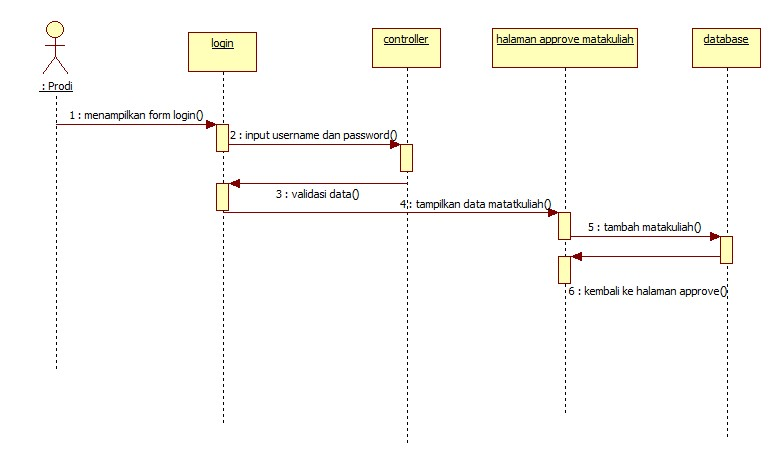 login
controller
halaman approve matakuliah
database
: Prodi
1 : menampilkan form login()
2 : input username dan password()
3 : validasi data()
4 : tampilkan data matatkuliah()
5 : tambah matakuliah()
6 : kembali ke halaman approve()